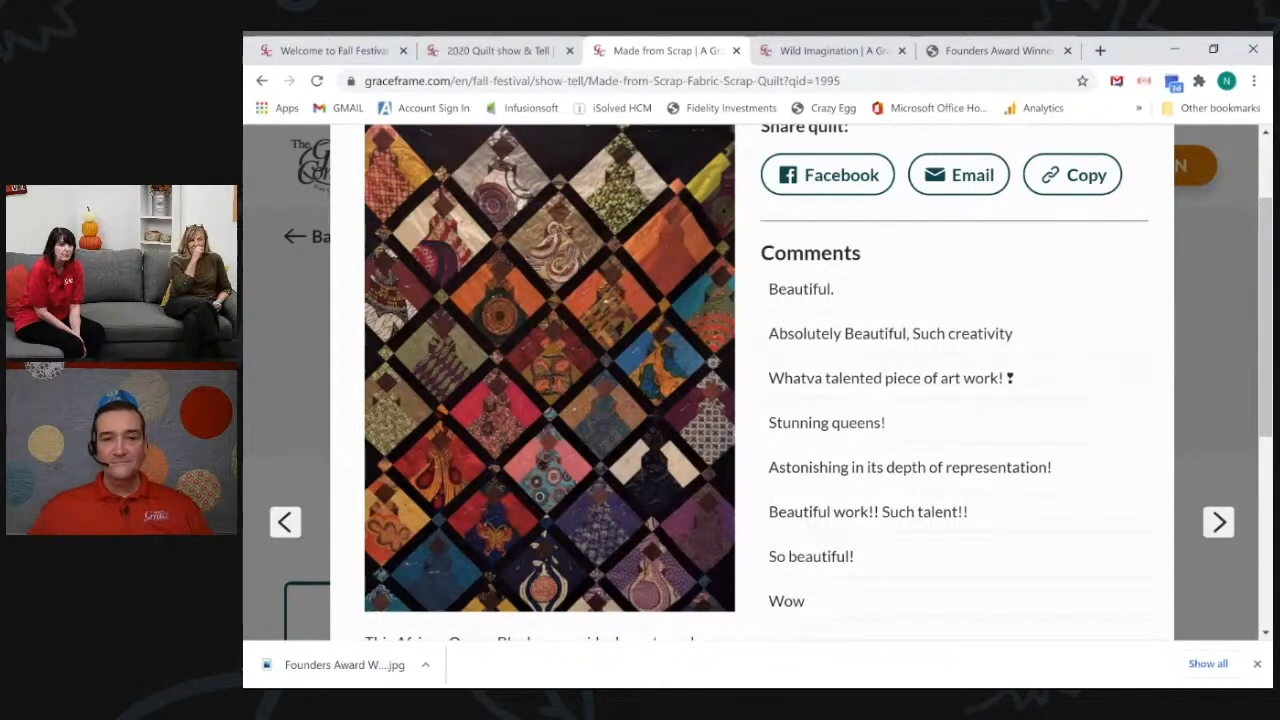 Welcome to Fall Festiva
2020 Quilt show & Tell |
Made from Scrap | A Gr
Wild Imagination | A Gr
Founders Award Winne
graceframe.com/en/fall-festival/show-tell/Made-from-Scrap-Fabric-Scrap-Quilt?qid=1995
Apps
GMAIL
Account Sign In
Infusionsoft
iSolved HCM
Fidelity Investments
Crazy Egg
Microsoft Office Ho...
Analytics
»
Other bookmarks
The
← Ba
N
Share quilt:
Facebook
Email
Copy
Comments
Beautiful.
Absolutely Beautiful, Such creativity
Whatva talented piece of art work! ❣
Stunning queens!
Astonishing in its depth of representation!
Beautiful work!! Such talent!!
So beautiful!
Wow
Founders Award W....jpg
Show all